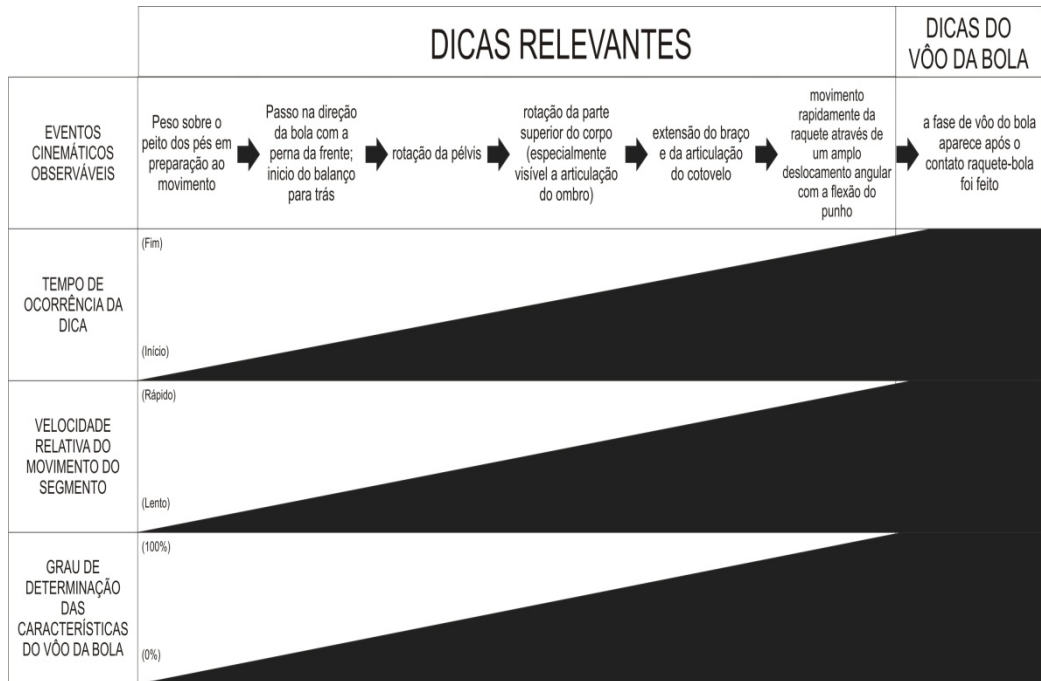 DICAS RELEVANTES
DICAS DO
VÔO DA BOLA
EVENTOS
CINEMÁTICOS
OBSERVÁVEIS
Peso sobre o
peito dos pés em
preparação ao
movimento
Passo na direção
da bola com a
perna da frente;
inicio do balanço
para trás
rotação da pélvis
rotação da parte
superior do corpo
(especialmente
visível a articulação
do ombro)
extensão do braço
e da articulação
do cotovelo
movimento
rapidamente da
raquete através de
um amplo
deslocamento angular
com a flexão do
punho
a fase de vôo do bola
aparece após o
contato raquete-bola
foi feito
TEMPO DE
OCORRÊNCIA DA
DICA
(Fim)
(Início)
VELOCIDADE
RELATIVA DO
MOVIMENTO DO
SEGMENTO
(Rápido)
(Lento)
GRAU DE
DETERMINAÇÃO
DAS
CARACTERÍSTICAS
DO VÔO DA BOLA
(100%)
(0%)